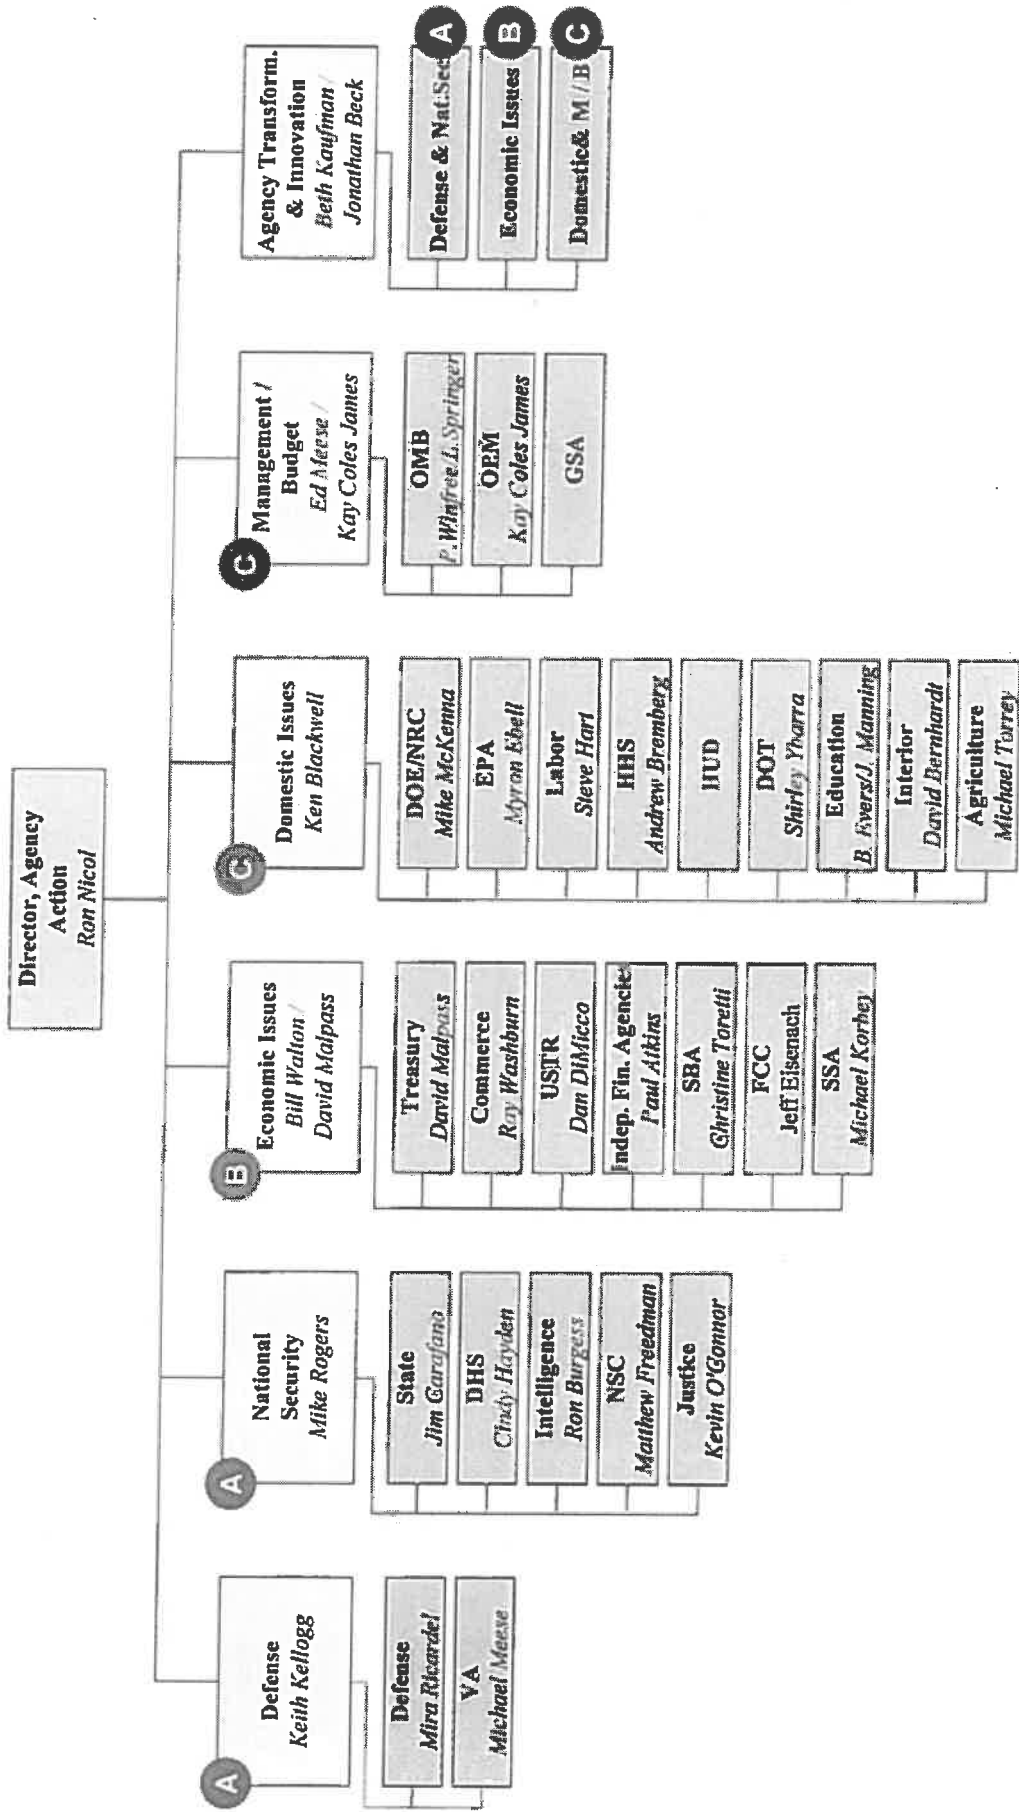 Director, Agency
Action
Ron Nicol
A
Defense
Keith Kellogg
Defense
Mira Ricardel
VA
Michael Meese
A
National
Security
Mike Rogers
State
Jim Carafano
DHS
Cindy Hayden
Intelligence
Ron Burgess
NSC
Matthew Freedman
Justice
Kevin O'Connor
B
Economic Issues
Bill Walton /
David Malpass
Treasury
David Malpass
Commerce
Ray Washburn
USTR
Dan DiMicco
Indep. Fin. Agencies
Paul Atkins
SBA
Christine Toretti
FCC
Jeff Eisenach
SSA
Michael Korbey
C
Domestic Issues
Ken Blackwell
DOE/NRC
Mike McKenna
EPA
Myron Ebell
Labor
Steve Hart
HHS
Andrew Bremberg
HUD
DOT
Shirley Ybarra
Education
B. Evers/J. Manning
Interior
David Bernhardt
Agriculture
Michael Torrey
C
Management /
Budget
Ed Meese /
Kay Coles James
OMB
P. Winfree/L. Springer
OPM
Kay Coles James
GSA
Agency Transform.
& Innovation
Beth Kaufman /
Jonathan Beck
Defense & Nat.Sec
A
Economic Issues
B
Domestic& M / B
C